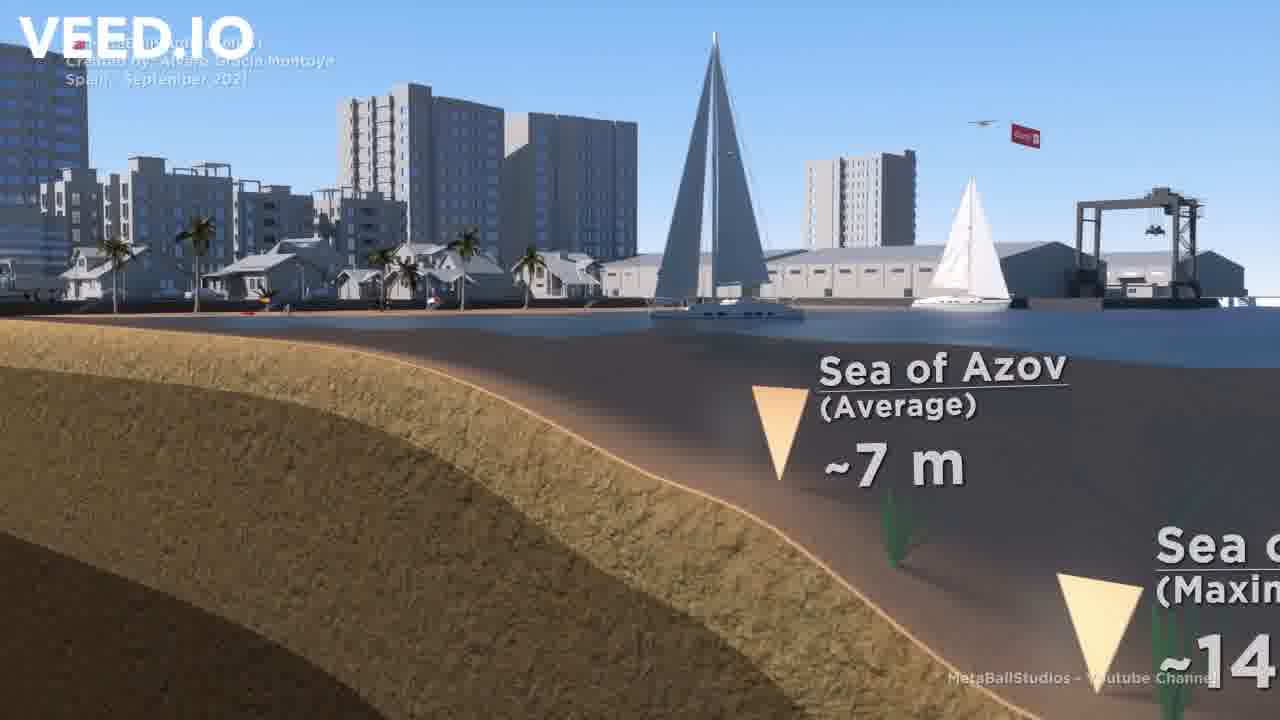 VEED.IO
Created by Alvaro Gracia Montoya
Spain, September 2021
Sea of Azov
(Average)
~7 m
Sea o
(Maxin
~14
MetaBallStudios - Youtube Channel